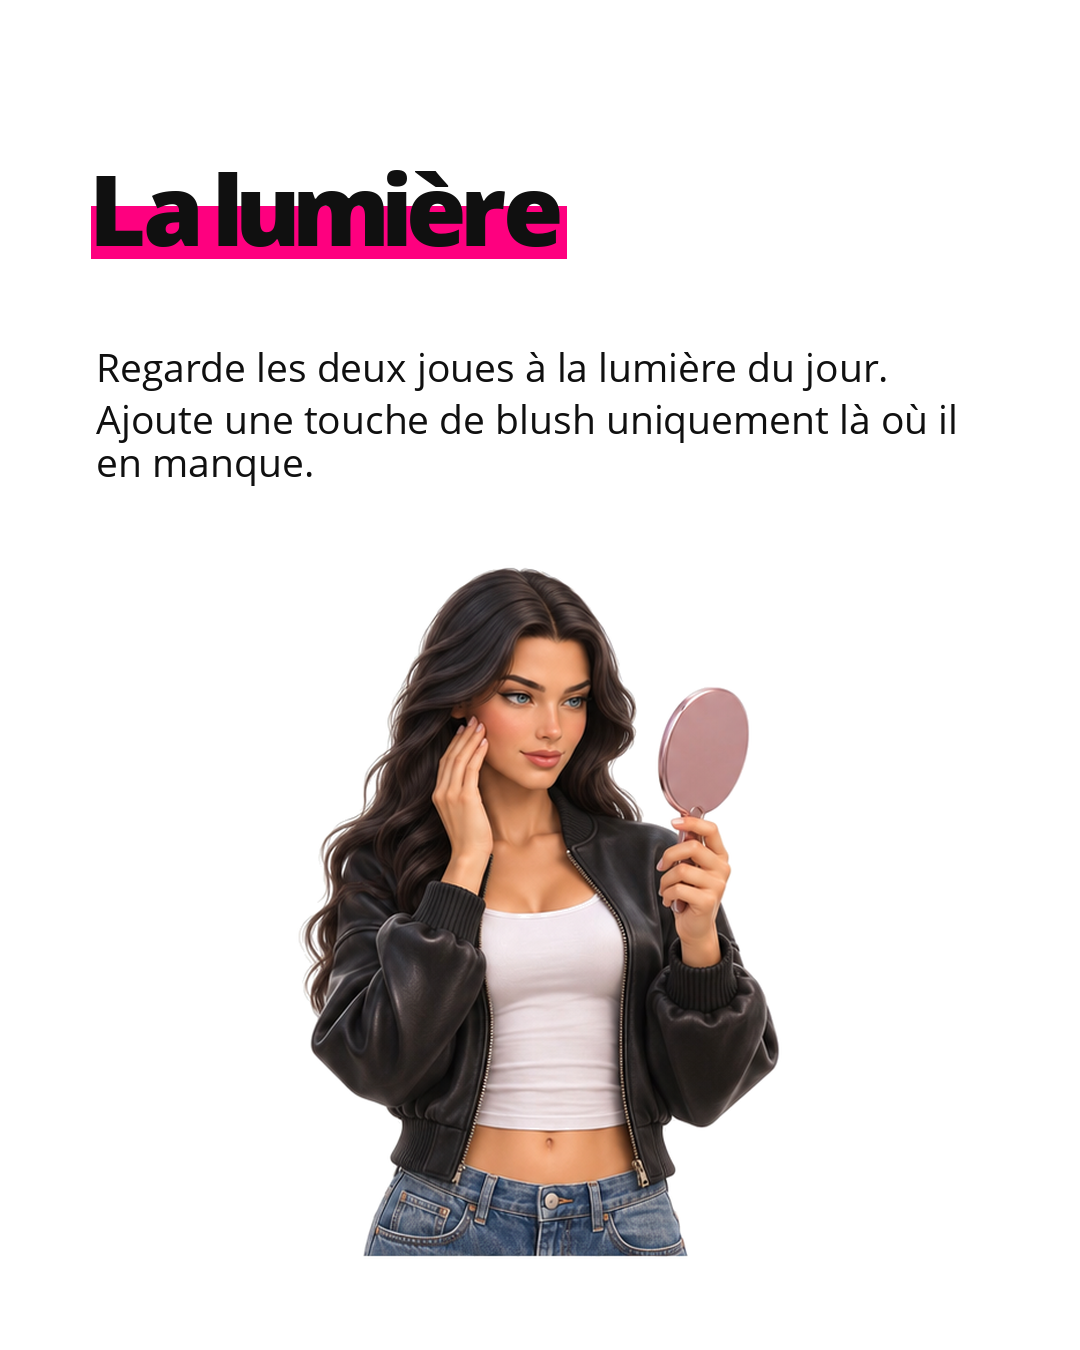 La lumière
Regarde les deux joues à la lumière du jour.
Ajoute une touche de blush uniquement là où il
en manque.